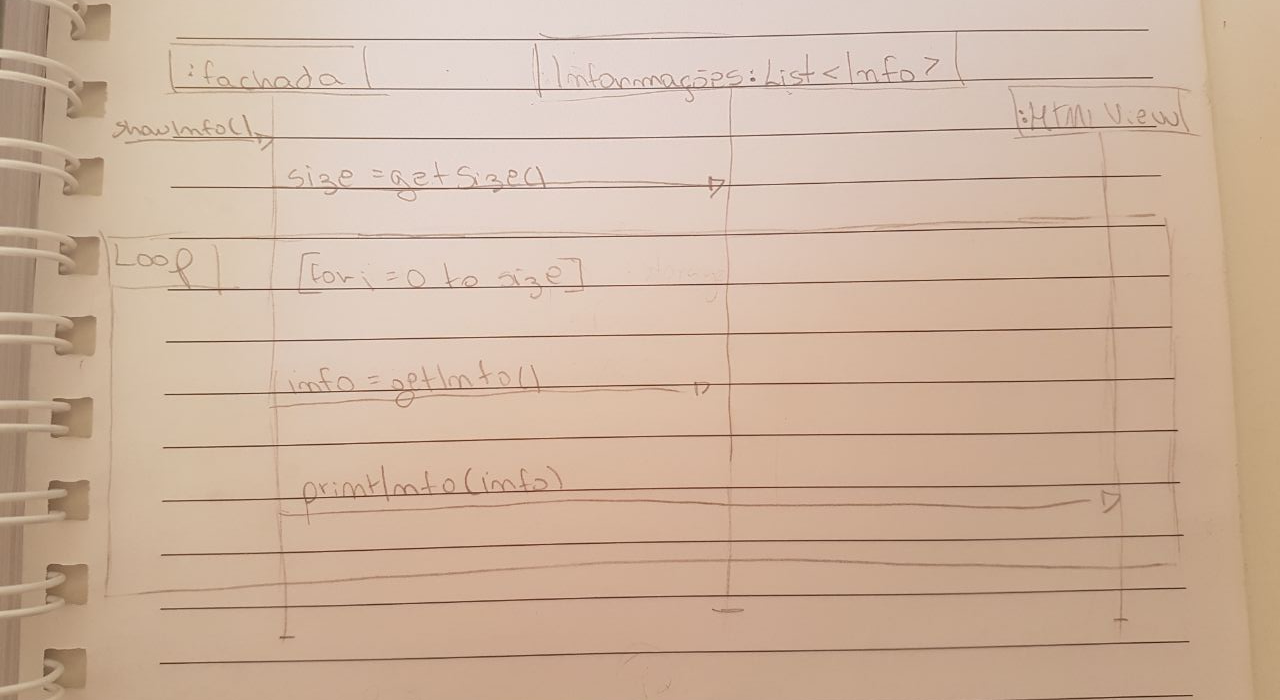 :fachada
Informações:List<Info>
:Html View
showInfo()
size = getSize()
Loop
[for i = 0 to size]
info = getInfo()
printInfo(info)